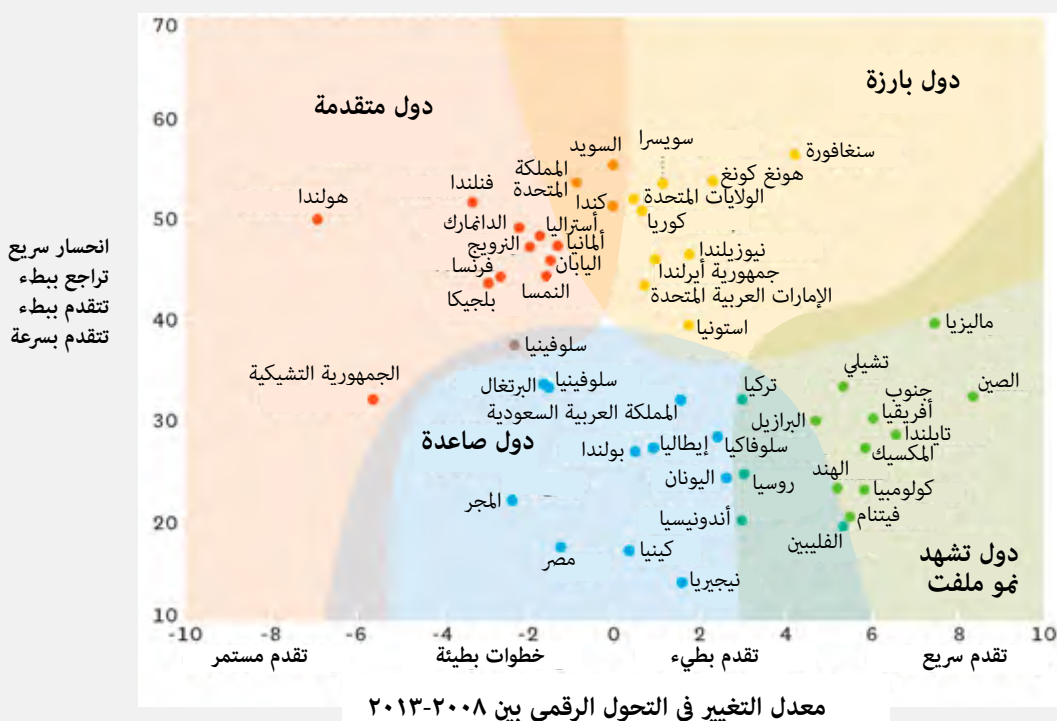 70
60
50
40
30
20
10
-10
-8
-6
-4
-2
0
2
4
6
8
10
انحسار سريع
تراجع ببطء
تتقدم ببطء
تتقدم بسرعة
دول متقدمة
دول بارزة
السويد
سويسرا
سنغافورة
المملكة
المتحدة
هونغ كونغ
فنلندا
هولندا
كندا
الولايات المتحدة
كوريا
الدانمارك
أستراليا
النرويج
ألمانيا
نيوزيلندا
اليابان
جمهورية أيرلندا
فرنسا
النمسا
بلجيكا
الإمارات العربية المتحدة
استونيا
ماليزيا
سلوفينيا
الجمهورية التشيكية
البرتغال
سلوفينيا
تركيا
تشيلي
الصين
المملكة العربية السعودية
جنوب
أفريقيا
البرازيل
تايلندا
دول صاعدة
بولندا
إيطاليا
سلوفاكيا
المكسيك
اليونان
روسيا
الهند
كولومبيا
المجر
أندونيسيا
فيتنام
الفليبين
مصر
كينيا
نيجيريا
دول تشهد
نمو ملفت
تقدم مستمر
خطوات بطيئة
تقدم بطيء
تقدم سريع
معدل التغيير في التحول الرقمي بين ٢٠٠٨-٢٠١٣